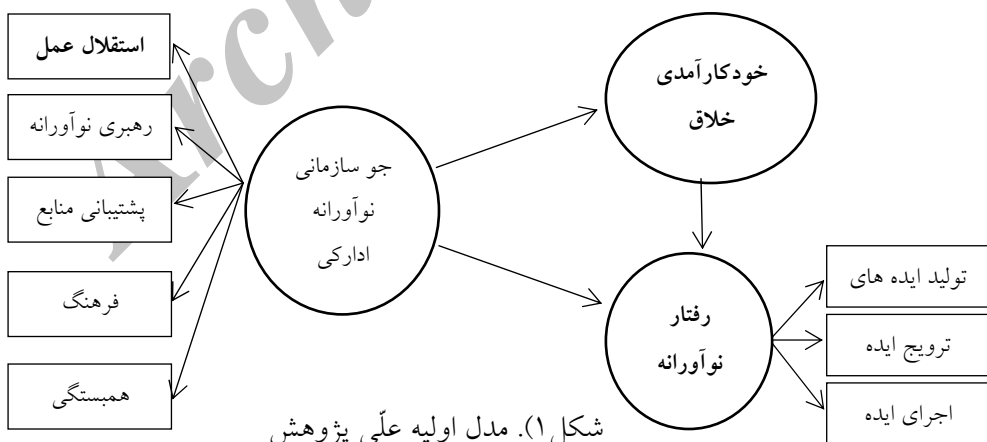 استقلال عمل
رهبری نوآورانه
پشتیبانی منابع
فرهنگ
همبستگی
جو سازمانی
نوآورانه
ادارکی
خودکارآمدی
خلاق
رفتار
نوآورانه
تولید ایده های
ترویج ایده
اجرای ایده
شکل۱). مدل اولیه علّی پژوهش
Arch